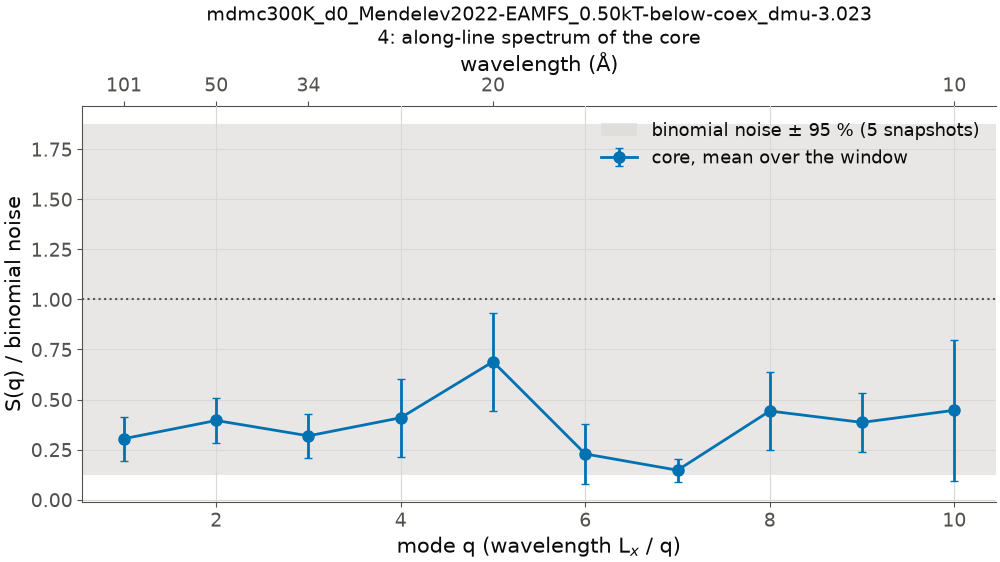 mdmc300K_d0_Mendelev2022-EAMFS_0.50kT-below-coex_dmu-3.023
4: along-line spectrum of the core
wavelength (Å)
101 50 34 20 10
binomial noise ± 95 % (5 snapshots)
core, mean over the window
S(q) / binomial noise
1.75
1.50
1.25
1.00
0.75
0.50
0.25
0.00
2 4 6 8 10
mode q (wavelength Lₓ / q)